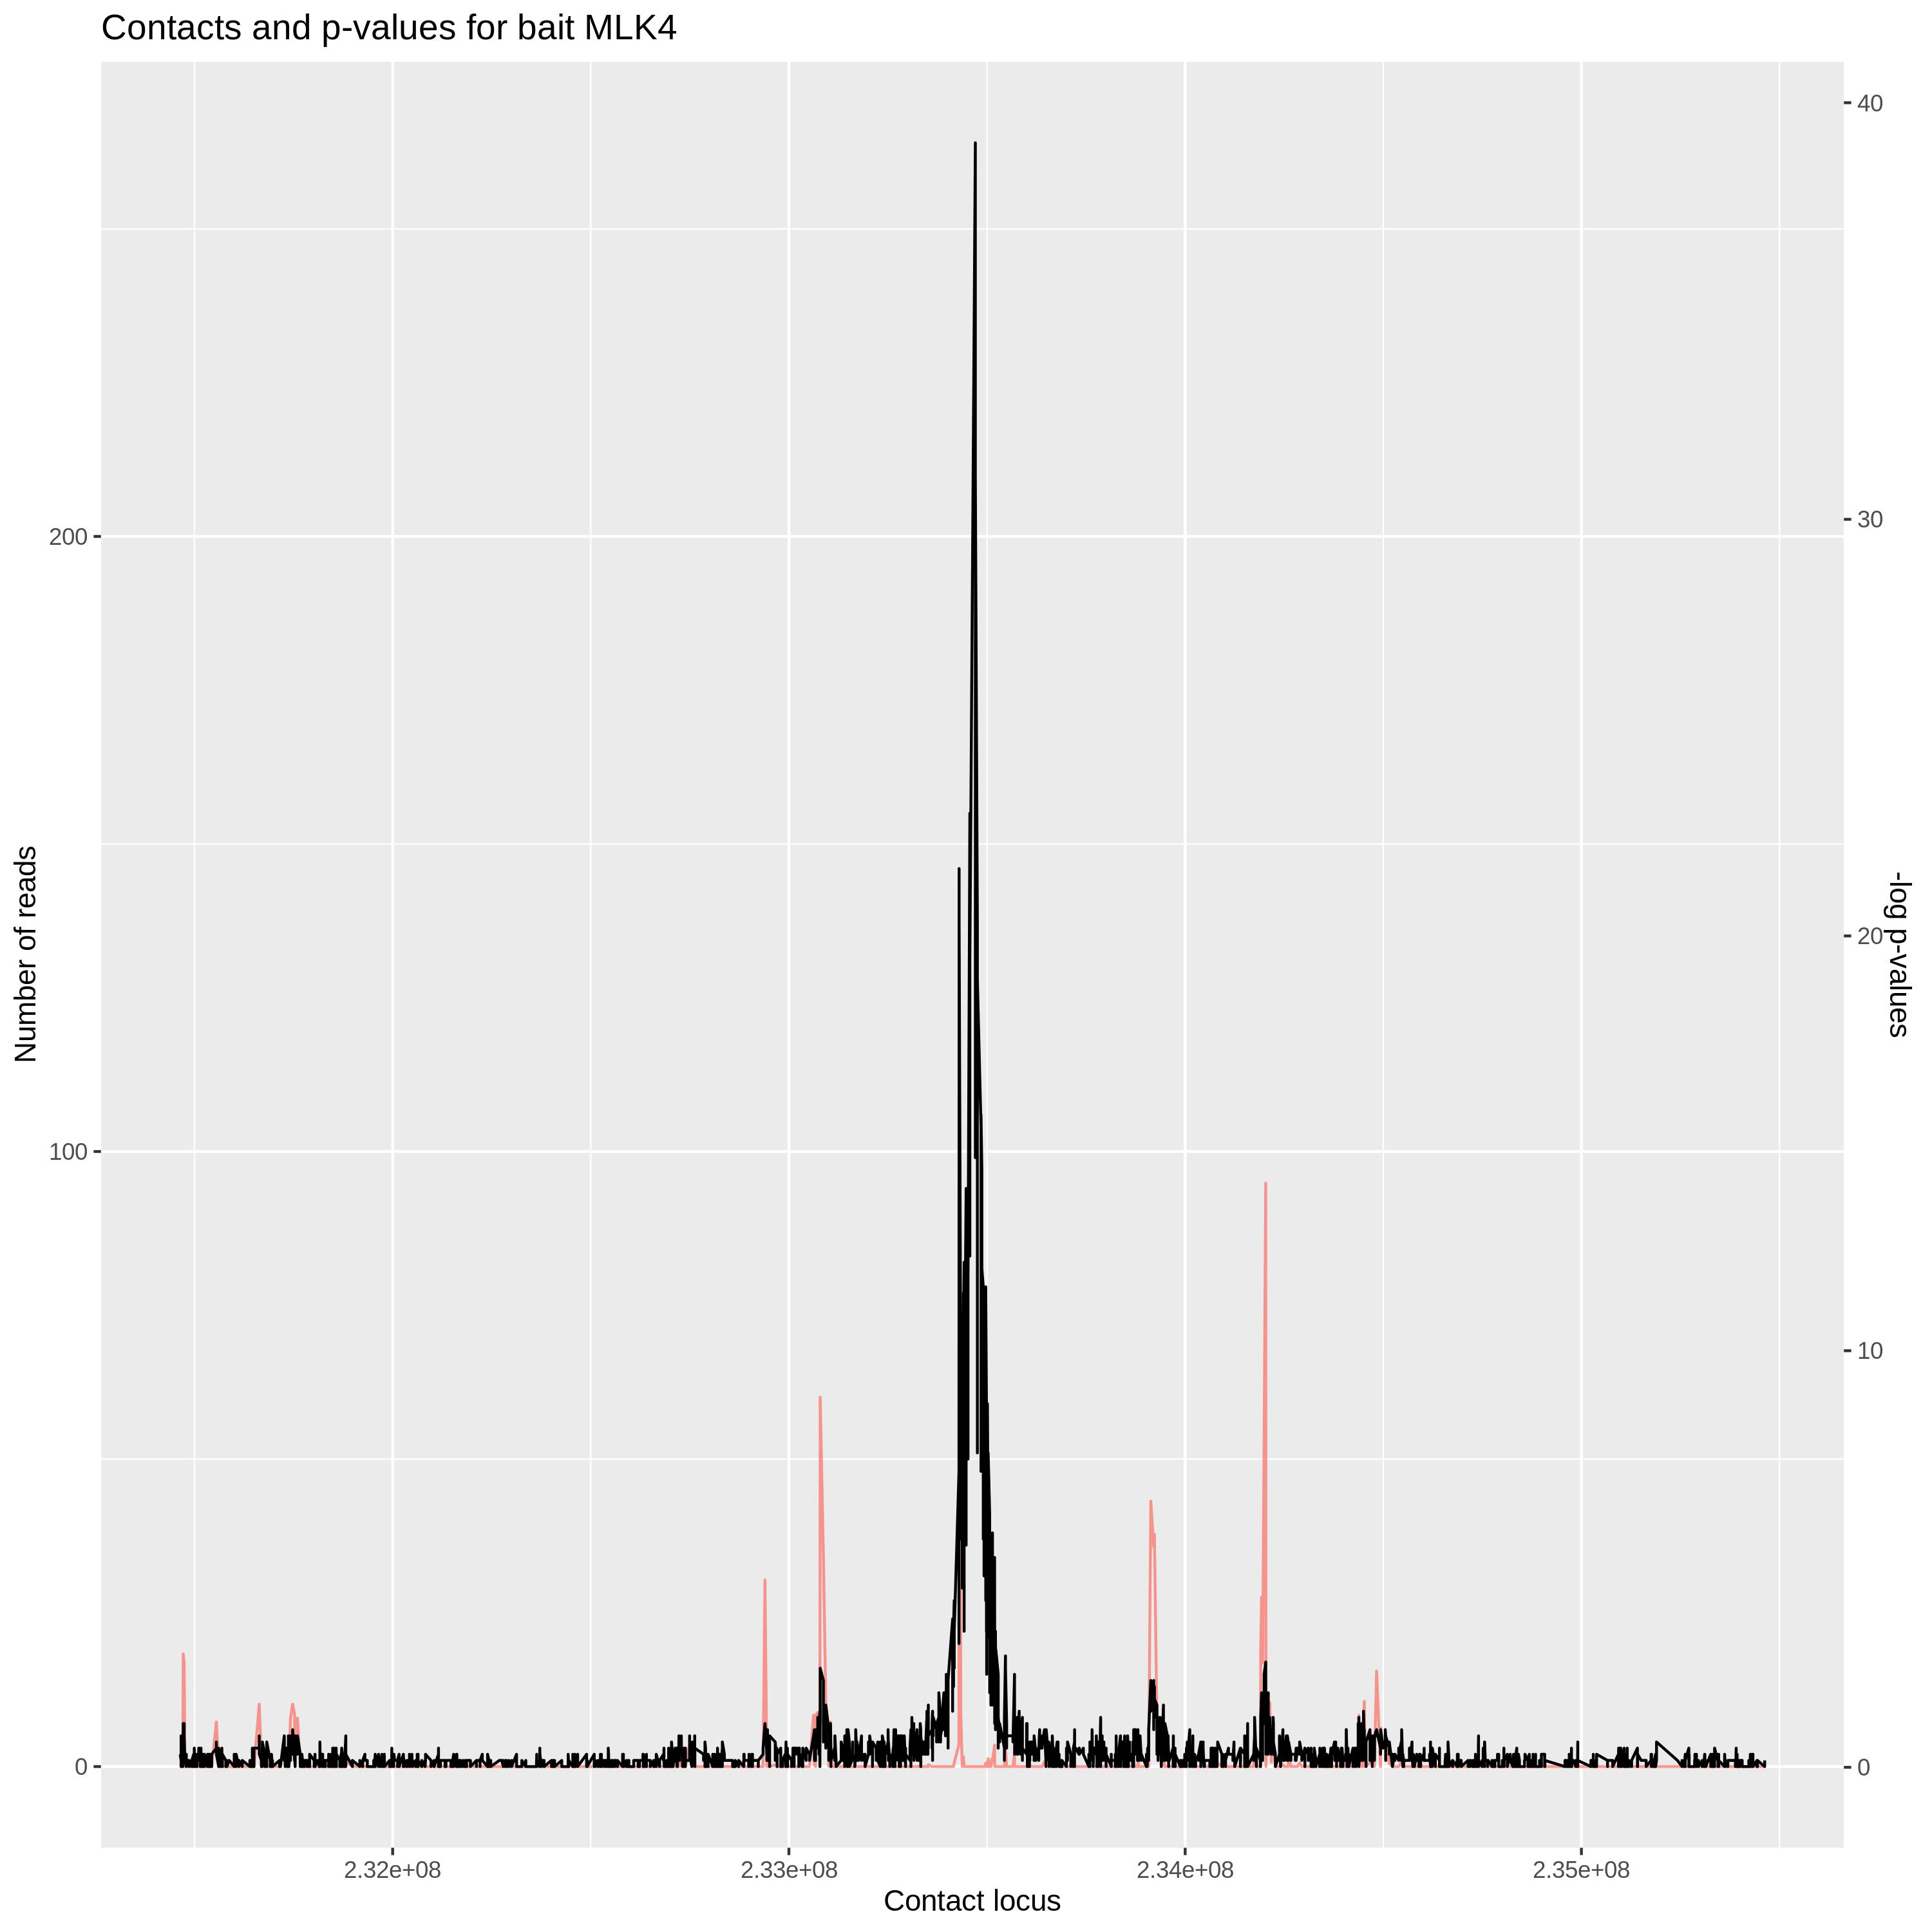 Contacts and p-values for bait MLK4
40
200
30
Number of reads
-log p-values
20
100
10
0
0
2.32e+08
2.33e+08
2.34e+08
2.35e+08
Contact locus